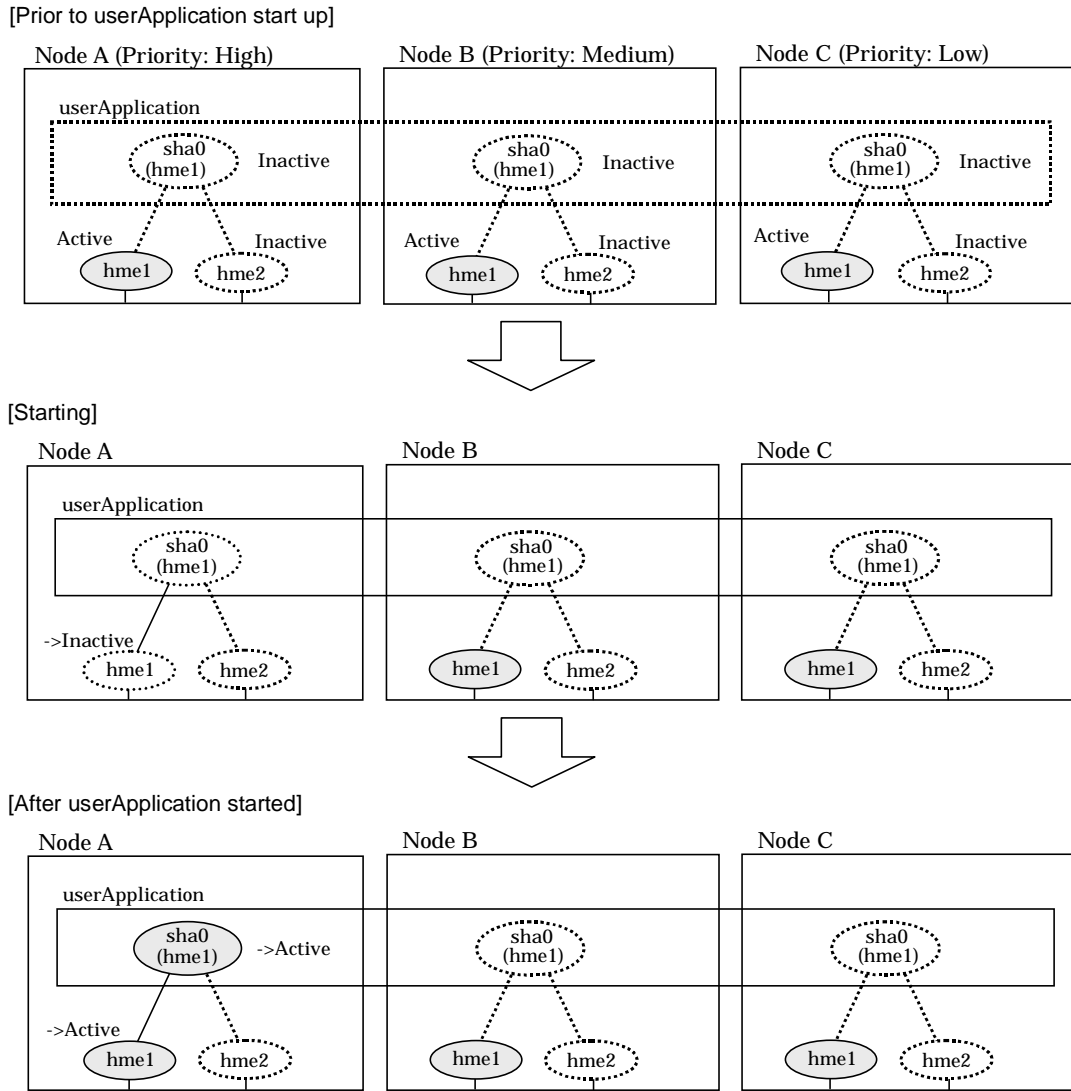 [Prior to userApplication start up]
Node A (Priority: High)
Node B (Priority: Medium)
Node C (Priority: Low)
userApplication
sha0
(hme1)
Inactive
sha0
(hme1)
Inactive
sha0
(hme1)
Inactive
Active
Inactive
Active
Inactive
Active
Inactive
hme1
hme2
hme1
hme2
hme1
hme2
[Starting]
Node A
Node B
Node C
userApplication
sha0
(hme1)
sha0
(hme1)
sha0
(hme1)
->Inactive
hme1
hme2
hme1
hme2
hme1
hme2
[After userApplication started]
Node A
Node B
Node C
userApplication
sha0
(hme1)
->Active
sha0
(hme1)
sha0
(hme1)
->Active
hme1
hme2
hme1
hme2
hme1
hme2